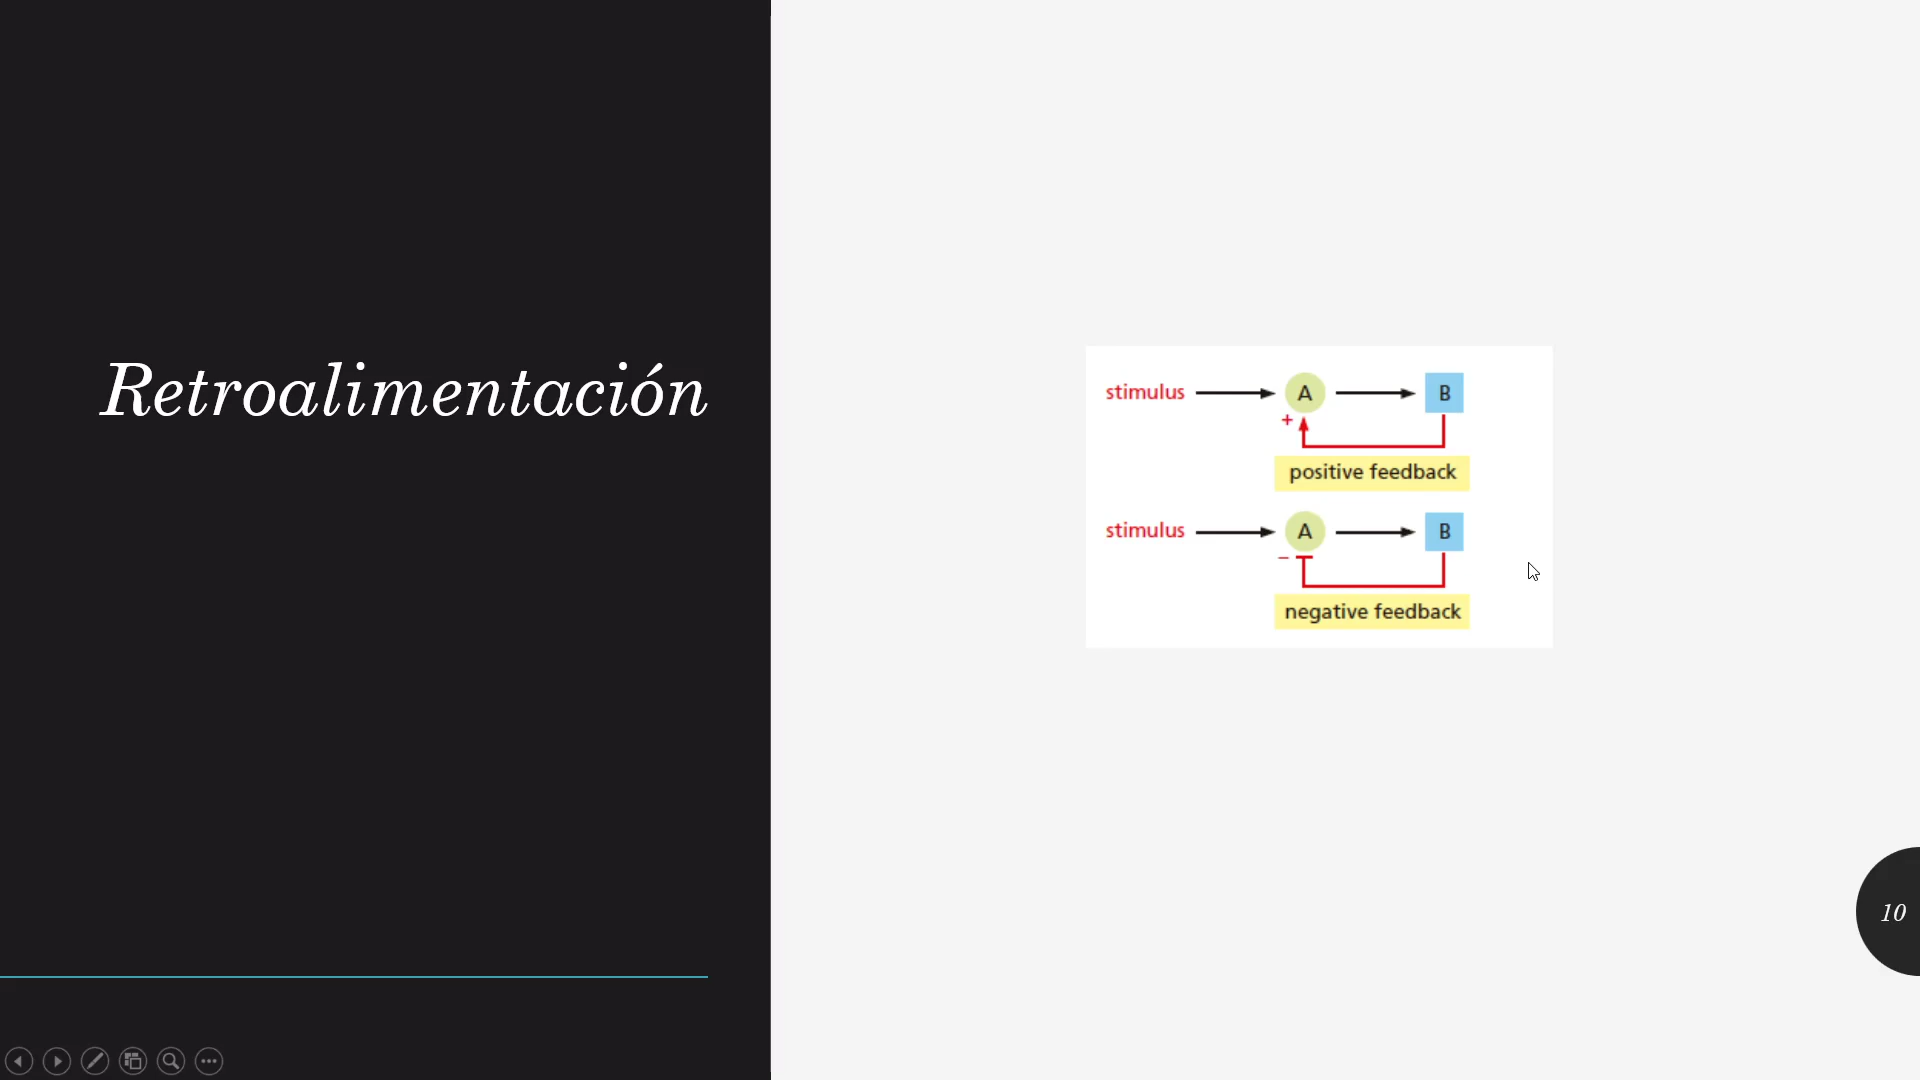 Retroalimentación
stimulus A B
+
positive feedback
stimulus A B
−
negative feedback
10